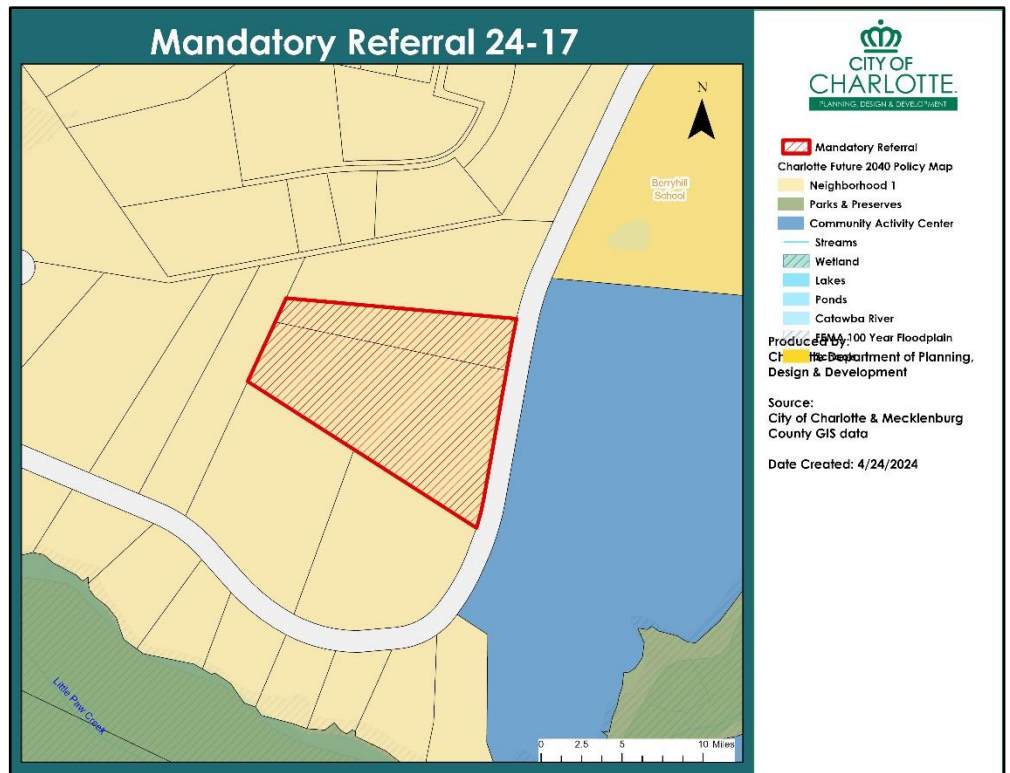 Mandatory Referral 24-17
N
Berryhill
School
Little Paw Creek
0 2.5 5 10 Miles
CITY OF
CHARLOTTE
PLANNING, DESIGN & DEVELOPMENT
Mandatory Referral
Charlotte Future 2040 Policy Map
Neighborhood 1
Parks & Preserves
Community Activity Center
Streams
Wetland
Lakes
Ponds
Catawba River
FEMA 100 Year Floodplain
Produced by:
Department of Planning,
Design & Development
Source:
City of Charlotte & Mecklenburg
County GIS data
Date Created: 4/24/2024